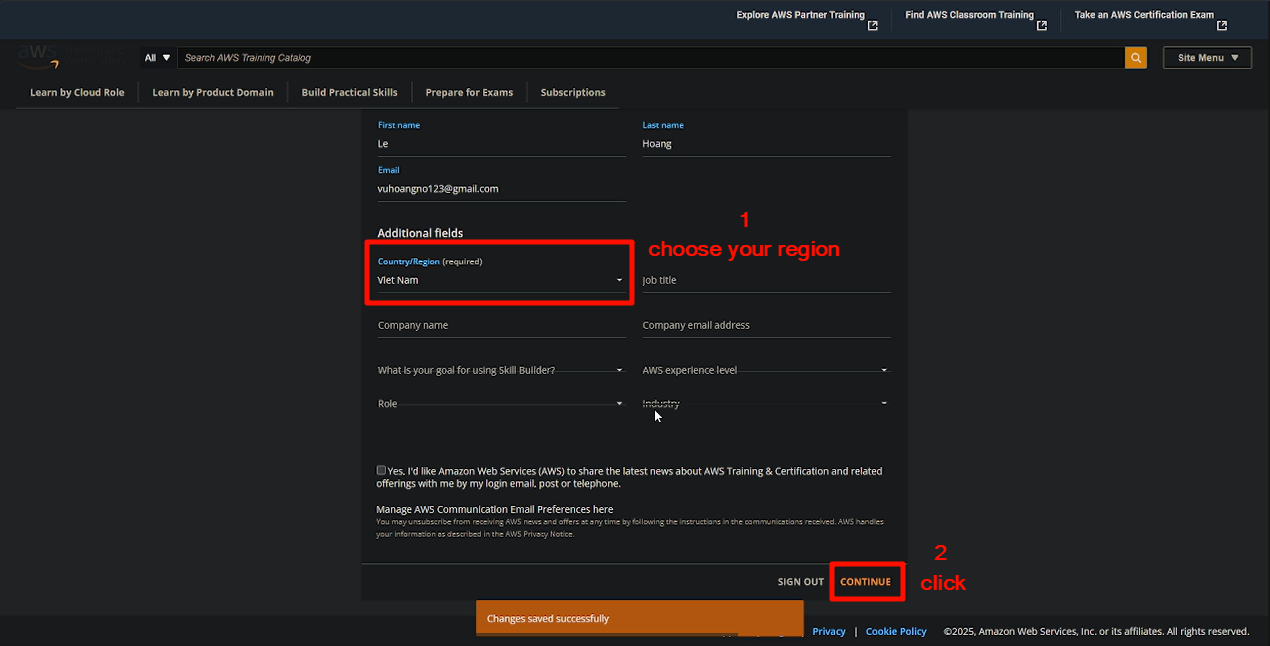 Explore AWS Partner Training
Find AWS Classroom Training
Take an AWS Certification Exam
aws
All ▼
Search AWS Training Catalog
Site Menu ▼
Learn by Cloud Role
Learn by Product Domain
Build Practical Skills
Prepare for Exams
Subscriptions
First name
Last name
Le
Hoang
Email
vuhoangno123@gmail.com
1
choose your region
Additional fields
Country/Region (required)
Viet Nam
Job title
Company name
Company email address
What is your goal for using Skill Builder?
AWS experience level
Role
Industry
Yes, I'd like Amazon Web Services (AWS) to share the latest news about AWS Training & Certification and related
offerings with me by my login email, post or telephone.
Manage AWS Communication Email Preferences here
You may unsubscribe from receiving AWS news and offers at any time by following the instructions in the communications received. AWS handles
your information as described in the AWS Privacy Notice.
2
click
SIGN OUT
CONTINUE
Changes saved successfully
Privacy | Cookie Policy
©2025, Amazon Web Services, Inc. or its affiliates. All rights reserved.